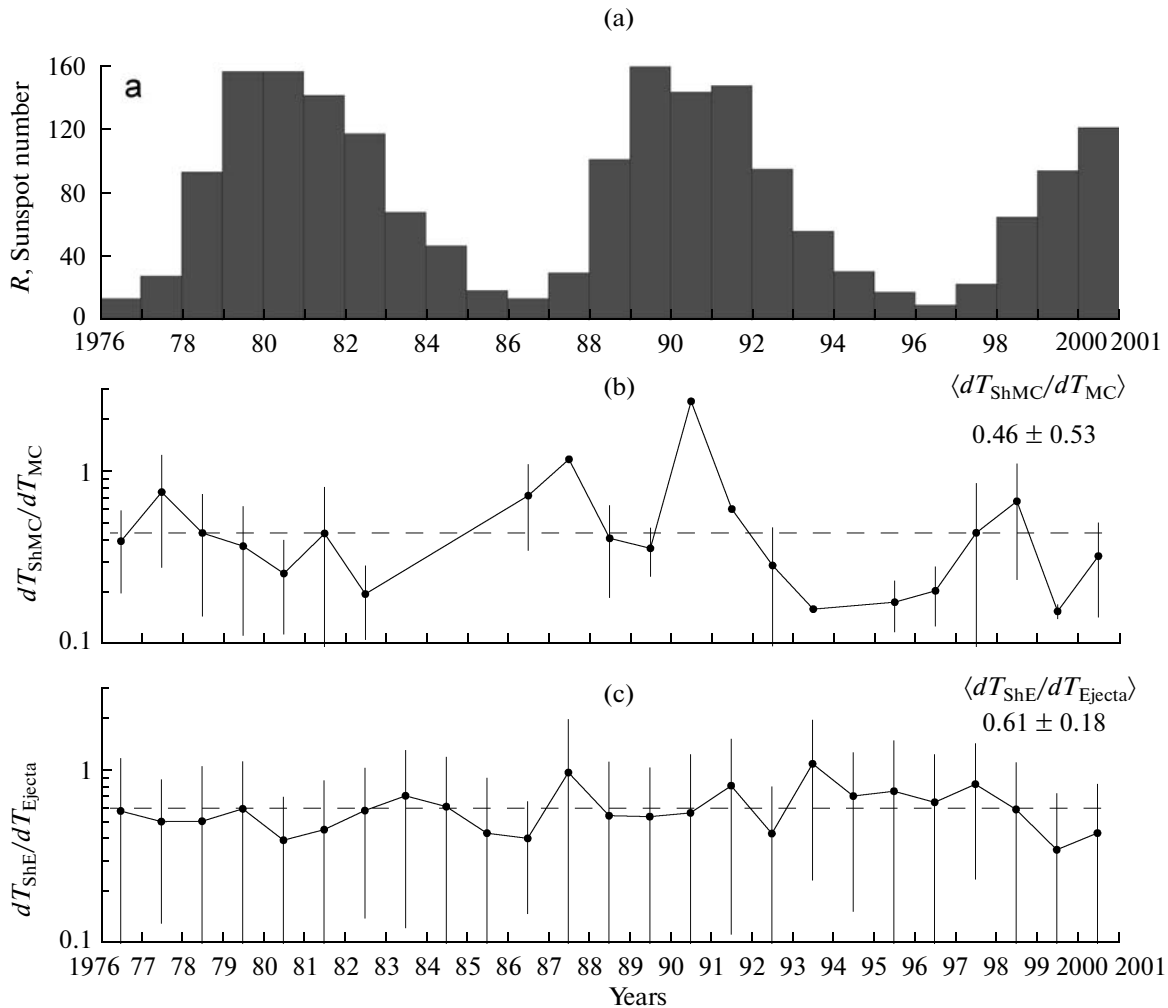 (a)
a
R, Sunspot number
160
120
80
40
0
1976 78 80 82 84 86 88 90 92 94 96 98 2000 2001
(b)
⟨dT_ShMC/dT_MC⟩
0.46 ± 0.53
dT_ShMC/dT_MC
1
0.1
(c)
⟨dT_ShE/dT_Ejecta⟩
0.61 ± 0.18
dT_ShE/dT_Ejecta
1
0.1
1976 77 78 79 80 81 82 83 84 85 86 87 88 89 90 91 92 93 94 95 96 97 98 99 2000 2001
Years